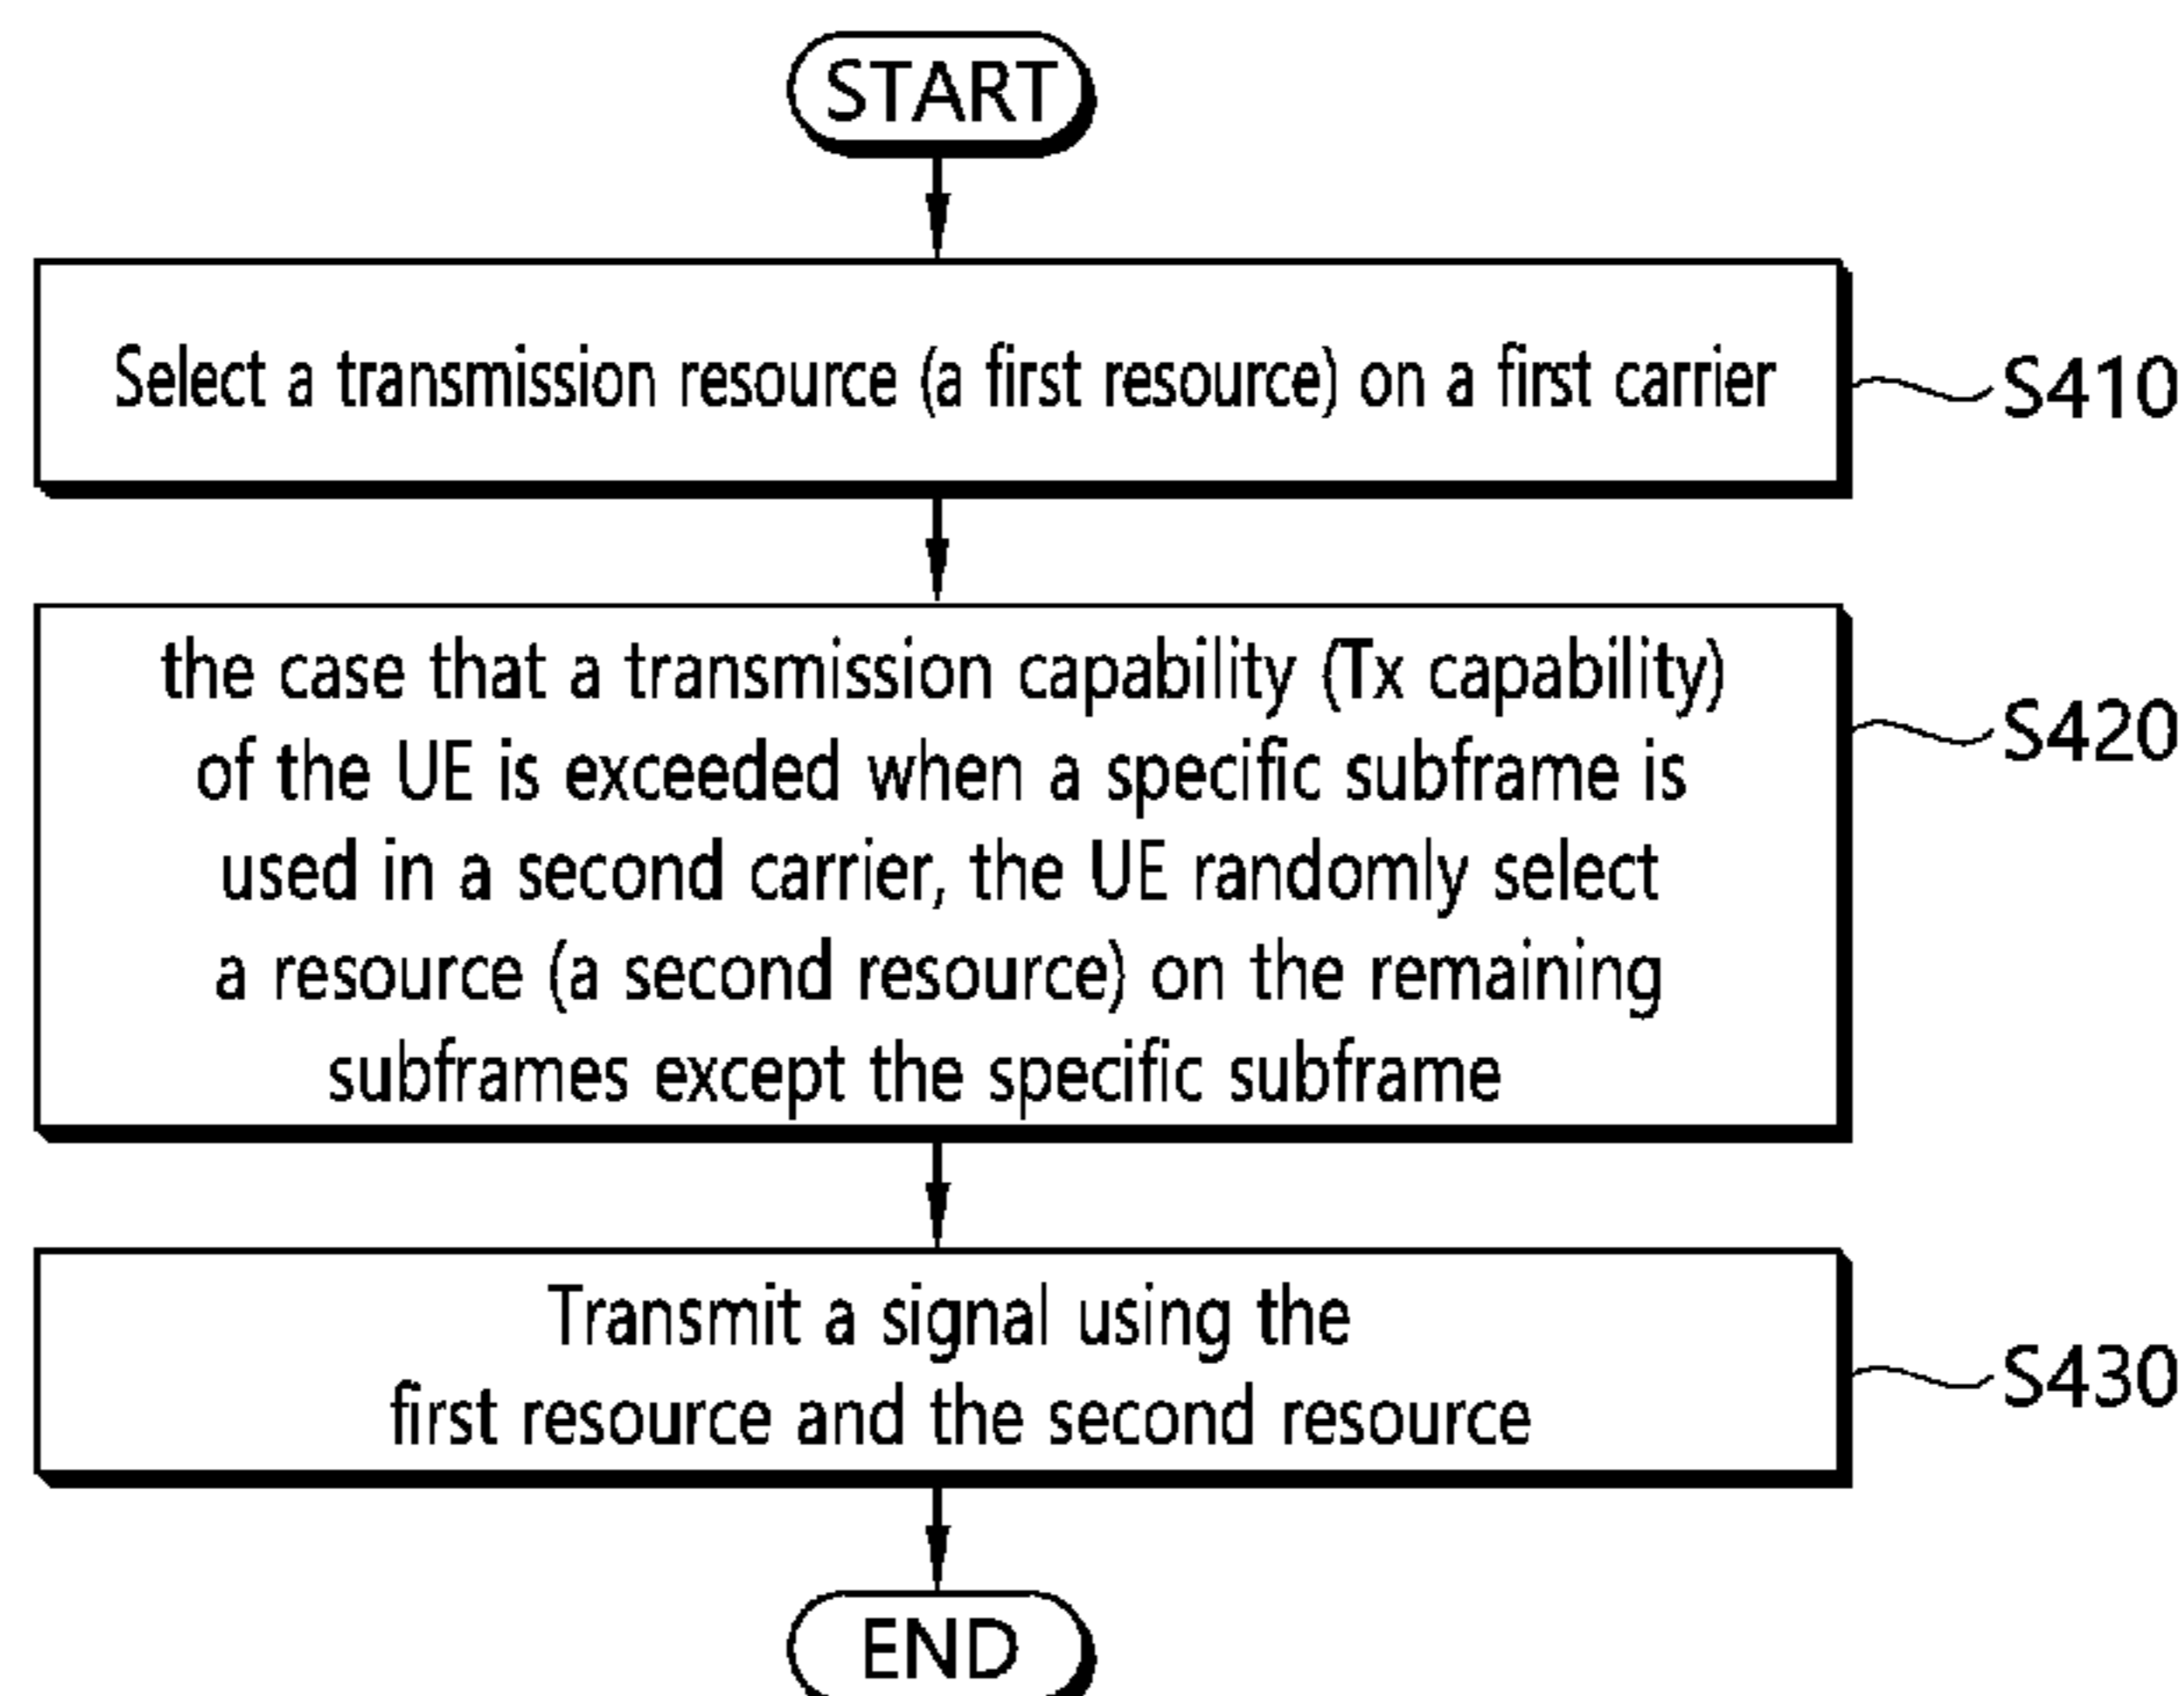 START
Select a transmission resource (a first resource) on a first carrier
S410
the case that a transmission capability (Tx capability)
of the UE is exceeded when a specific subframe is
used in a second carrier, the UE randomly select
a resource (a second resource) on the remaining
subframes except the specific subframe
S420
Transmit a signal using the
first resource and the second resource
S430
END